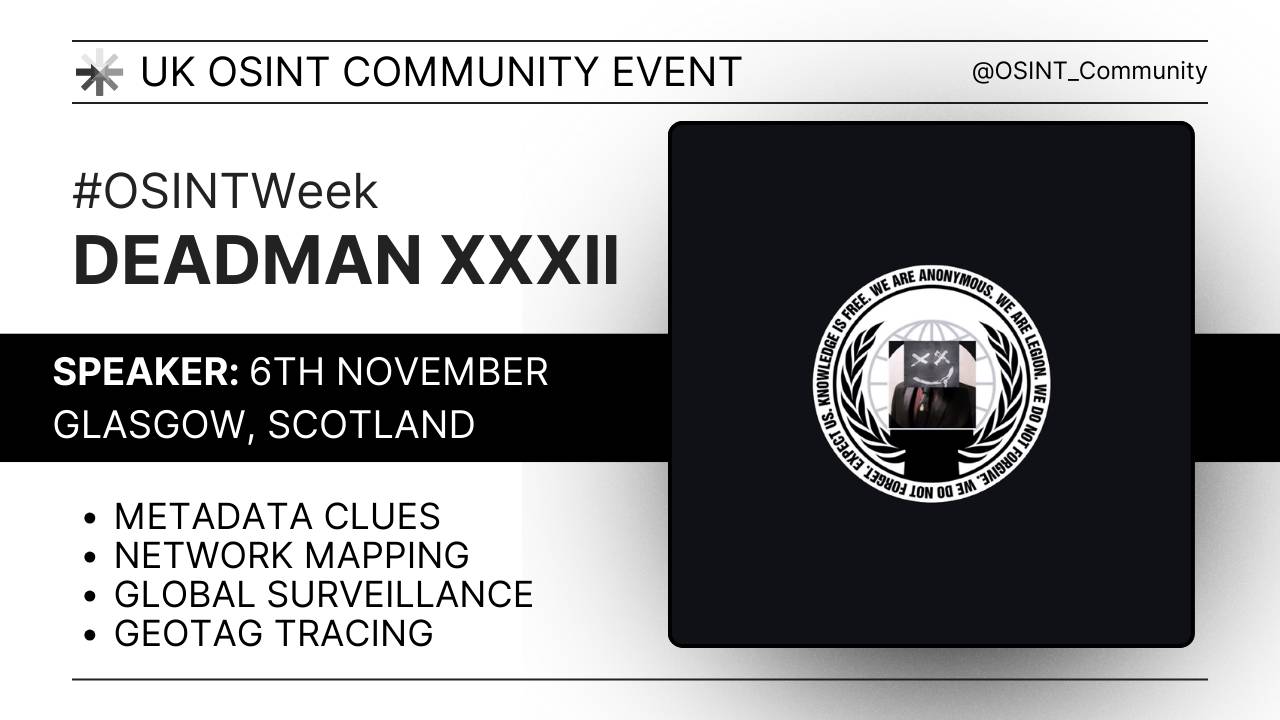 UK OSINT COMMUNITY EVENT
@OSINT_Community
#OSINTWeek
DEADMAN XXXII
SPEAKER: 6TH NOVEMBER
GLASGOW, SCOTLAND
• METADATA CLUES
• NETWORK MAPPING
• GLOBAL SURVEILLANCE
• GEOTAG TRACING
KNOWLEDGE IS FREE. WE ARE ANONYMOUS. WE ARE LEGION. WE DO NOT FORGIVE. WE DO NOT FORGET. EXPECT US.